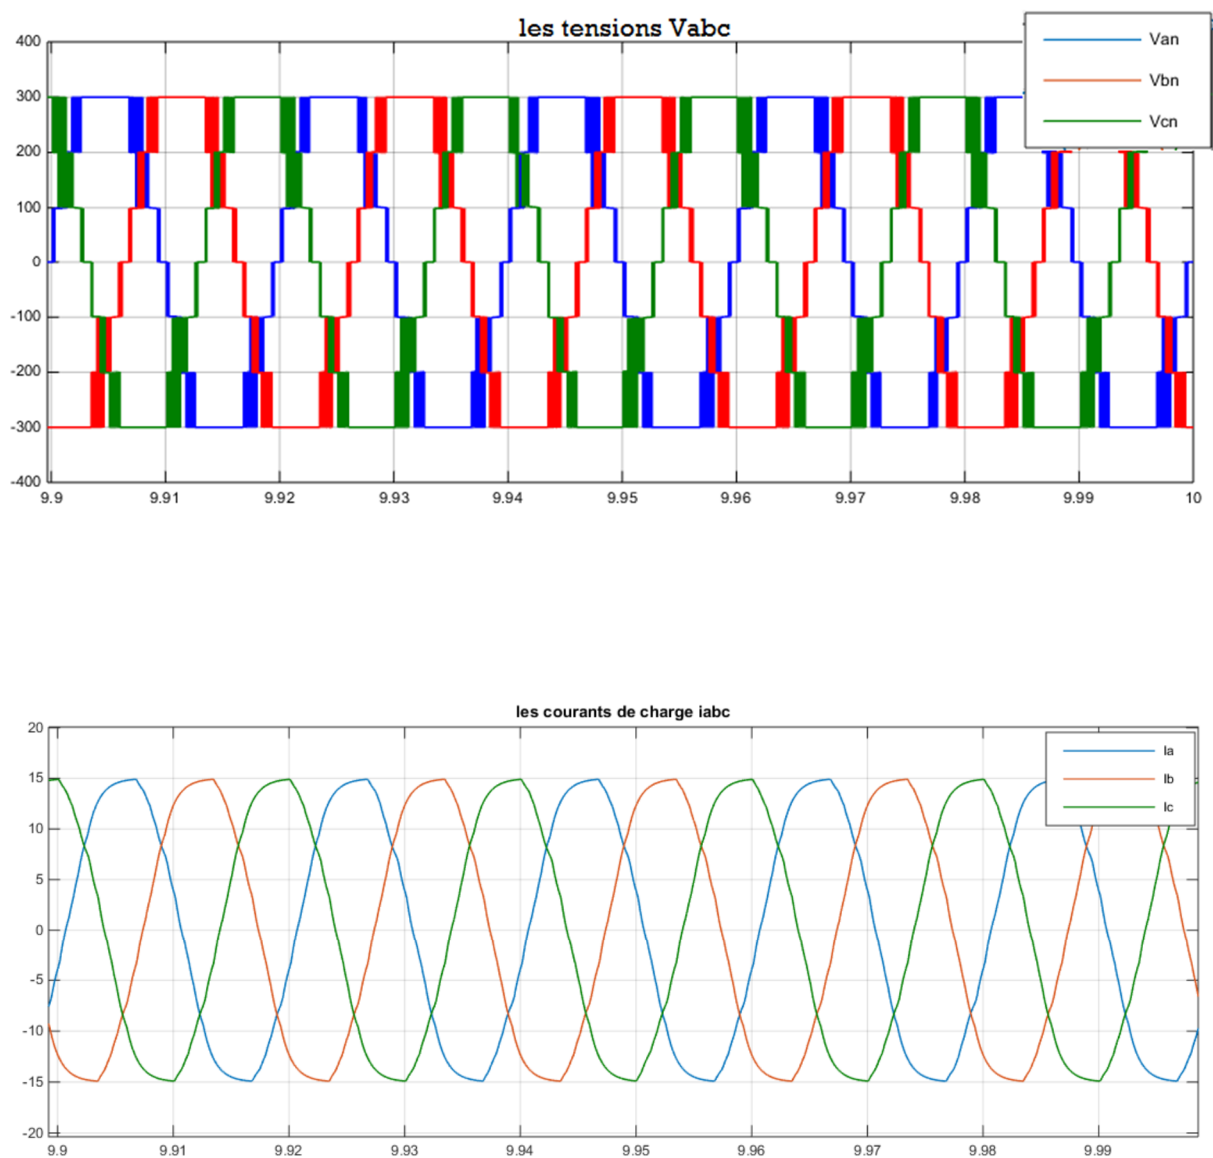 les tensions Vabc
Van
Vbn
Vcn
400
300
200
100
0
-100
-200
-300
-400
9.9 9.91 9.92 9.93 9.94 9.95 9.96 9.97 9.98 9.99 10
les courants de charge iabc
Ia
Ib
Ic
20
15
10
5
0
-5
-10
-15
-20
9.9 9.91 9.92 9.93 9.94 9.95 9.96 9.97 9.98 9.99